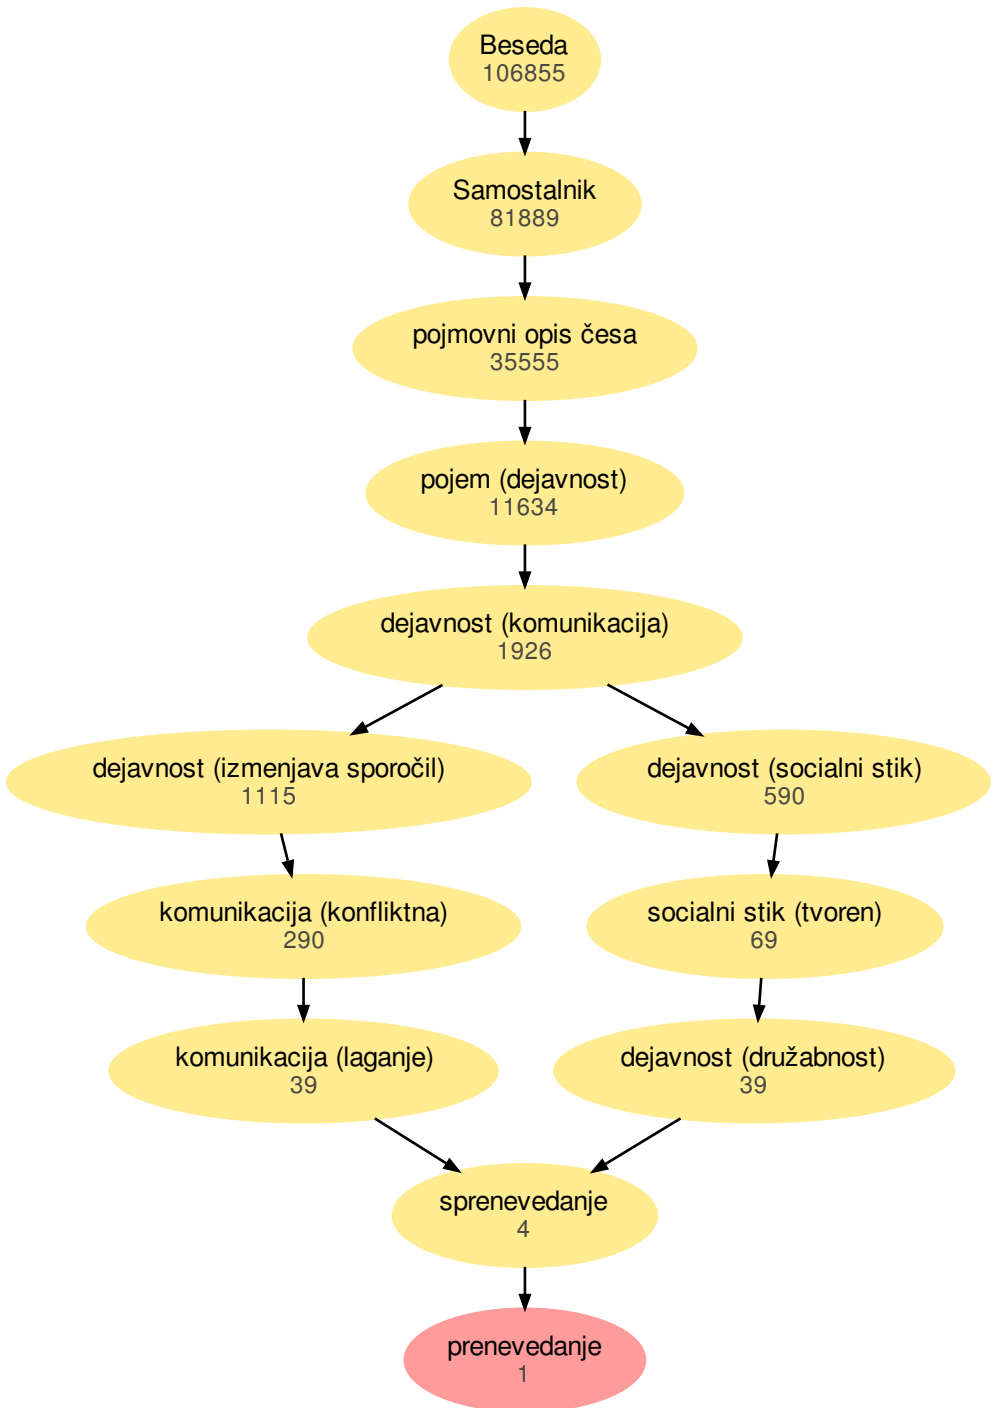 Beseda
106855
Samostalnik
81889
pojmovni opis česa
35555
pojem (dejavnost)
11634
dejavnost (komunikacija)
1926
dejavnost (izmenjava sporočil)
1115
dejavnost (socialni stik)
590
komunikacija (konfliktna)
290
socialni stik (tvoren)
69
komunikacija (laganje)
39
dejavnost (družabnost)
39
sprenevedanje
4
prenevedanje
1